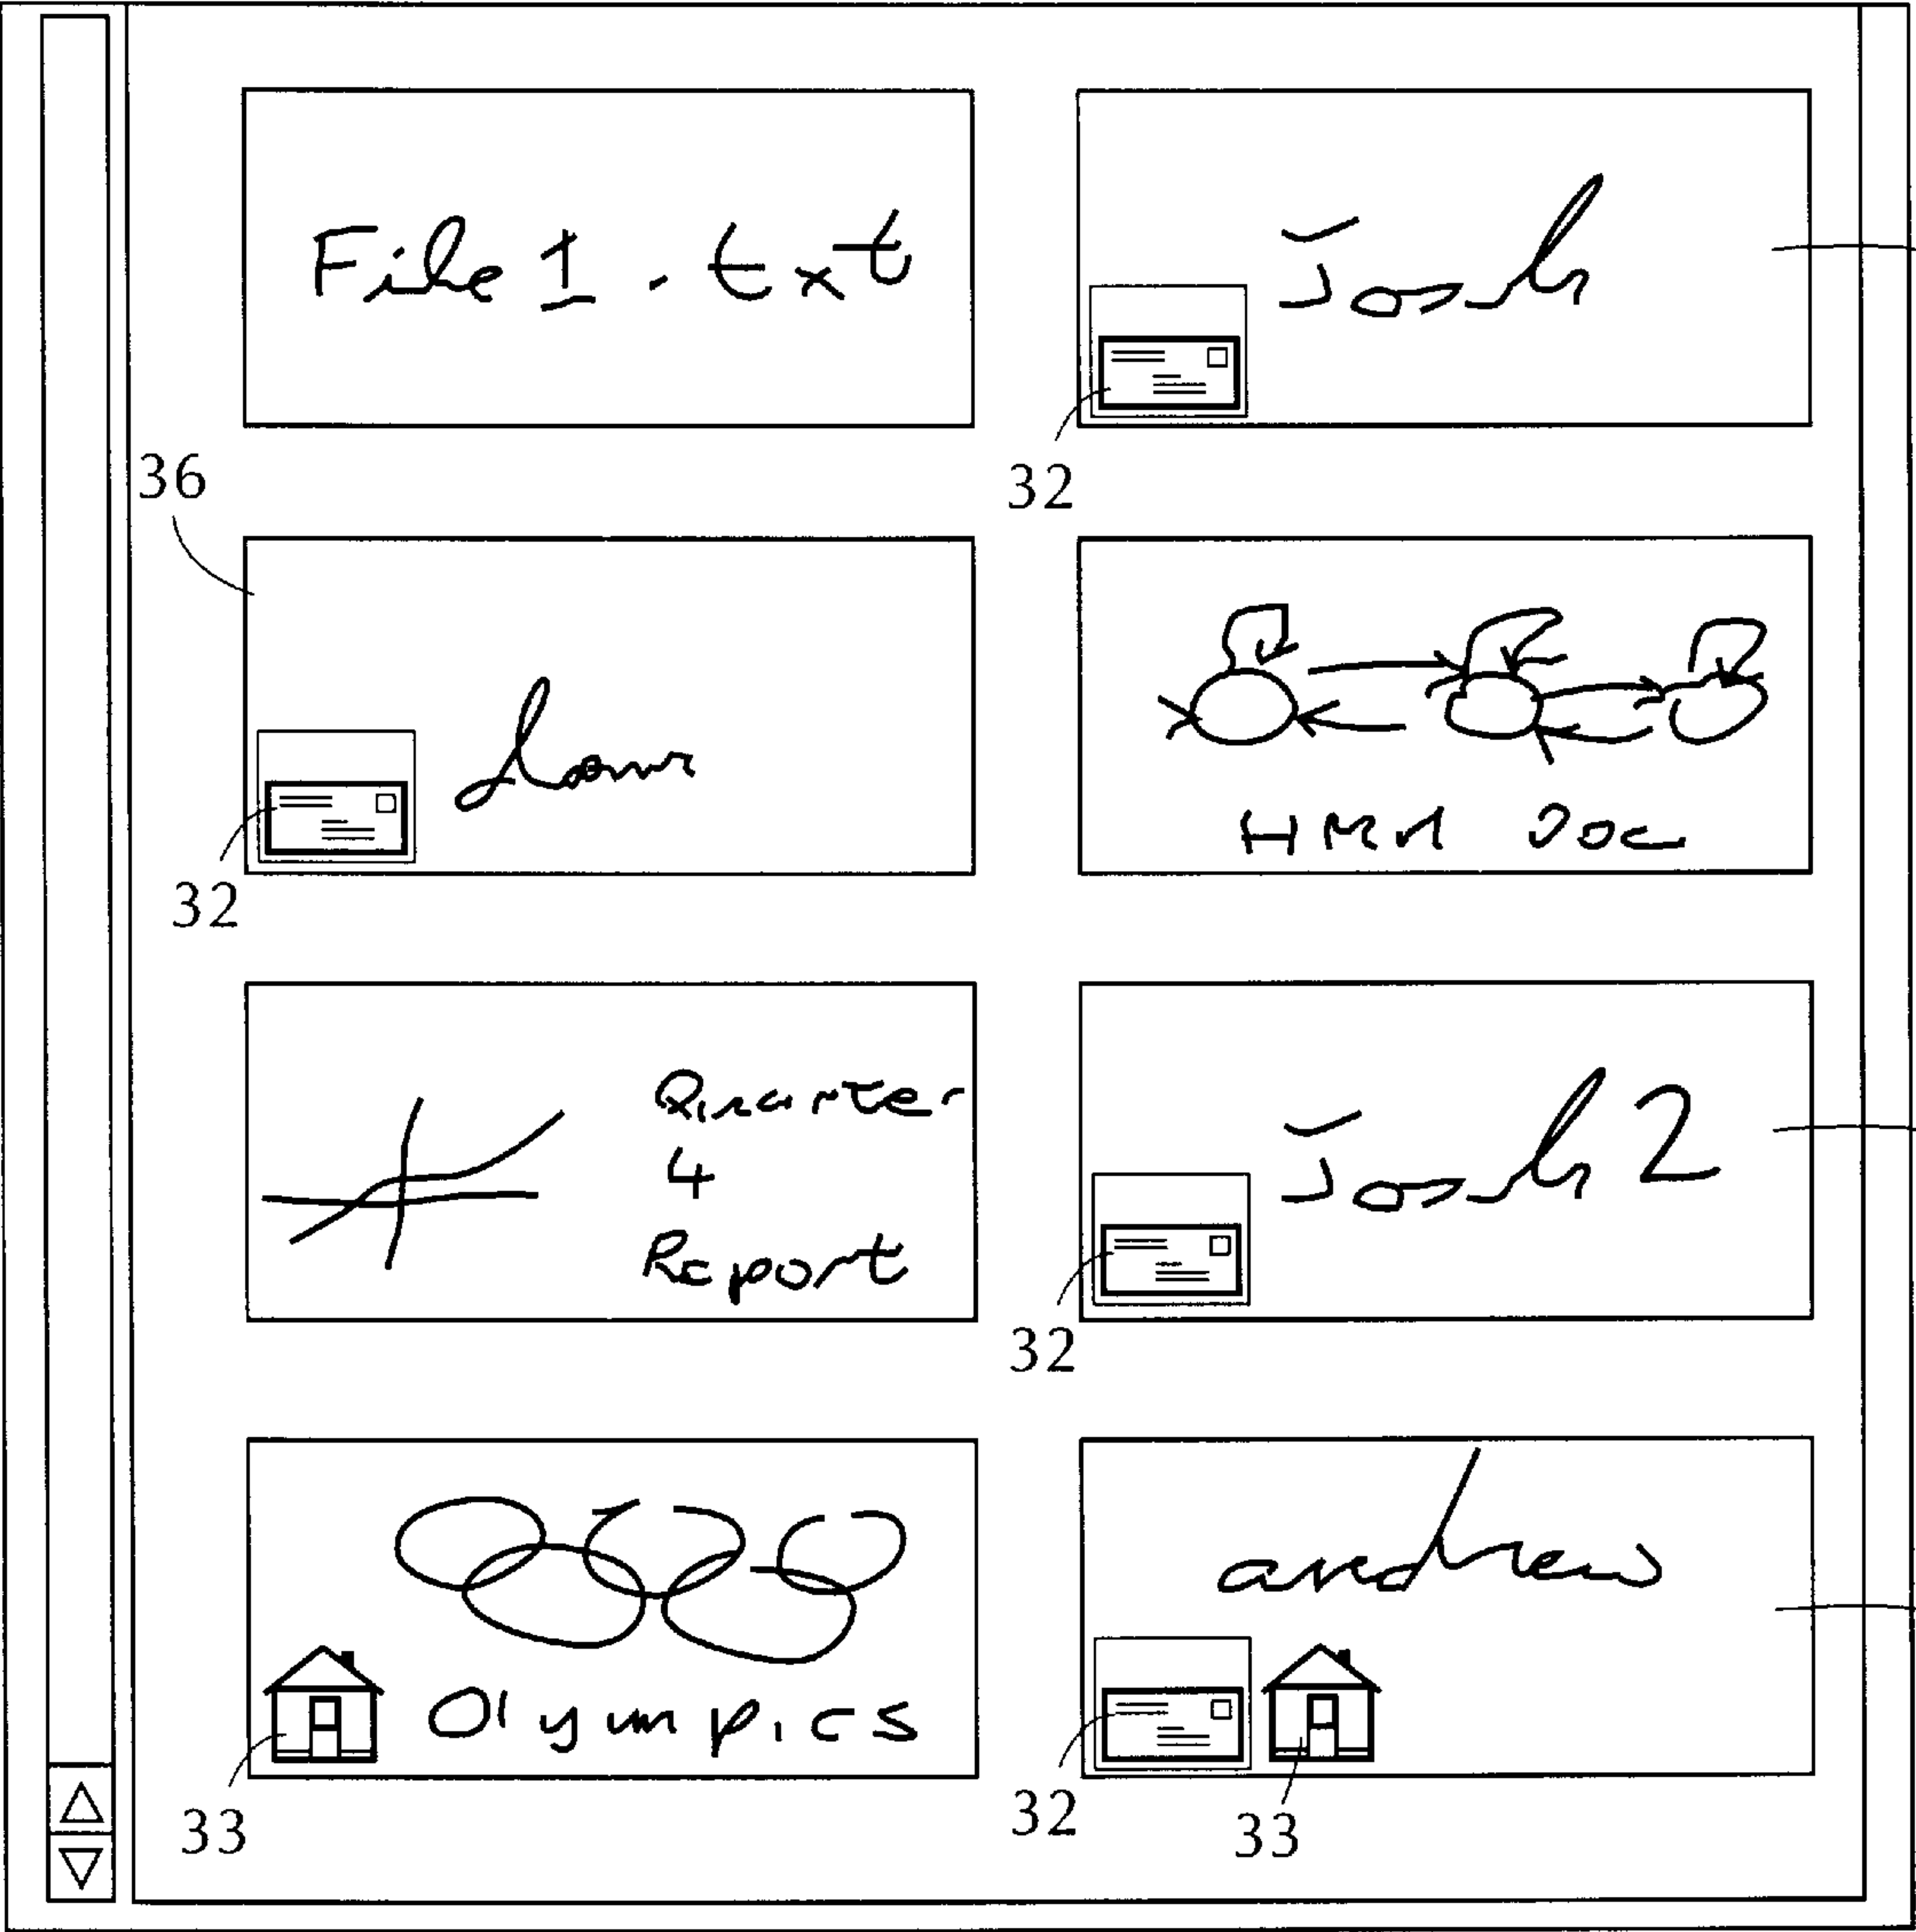 File 1. txt
Josh
32
36
32
HMM Doc
Quarter
4
Report
Josh 2
32
Olympics
33
andrew
32
33